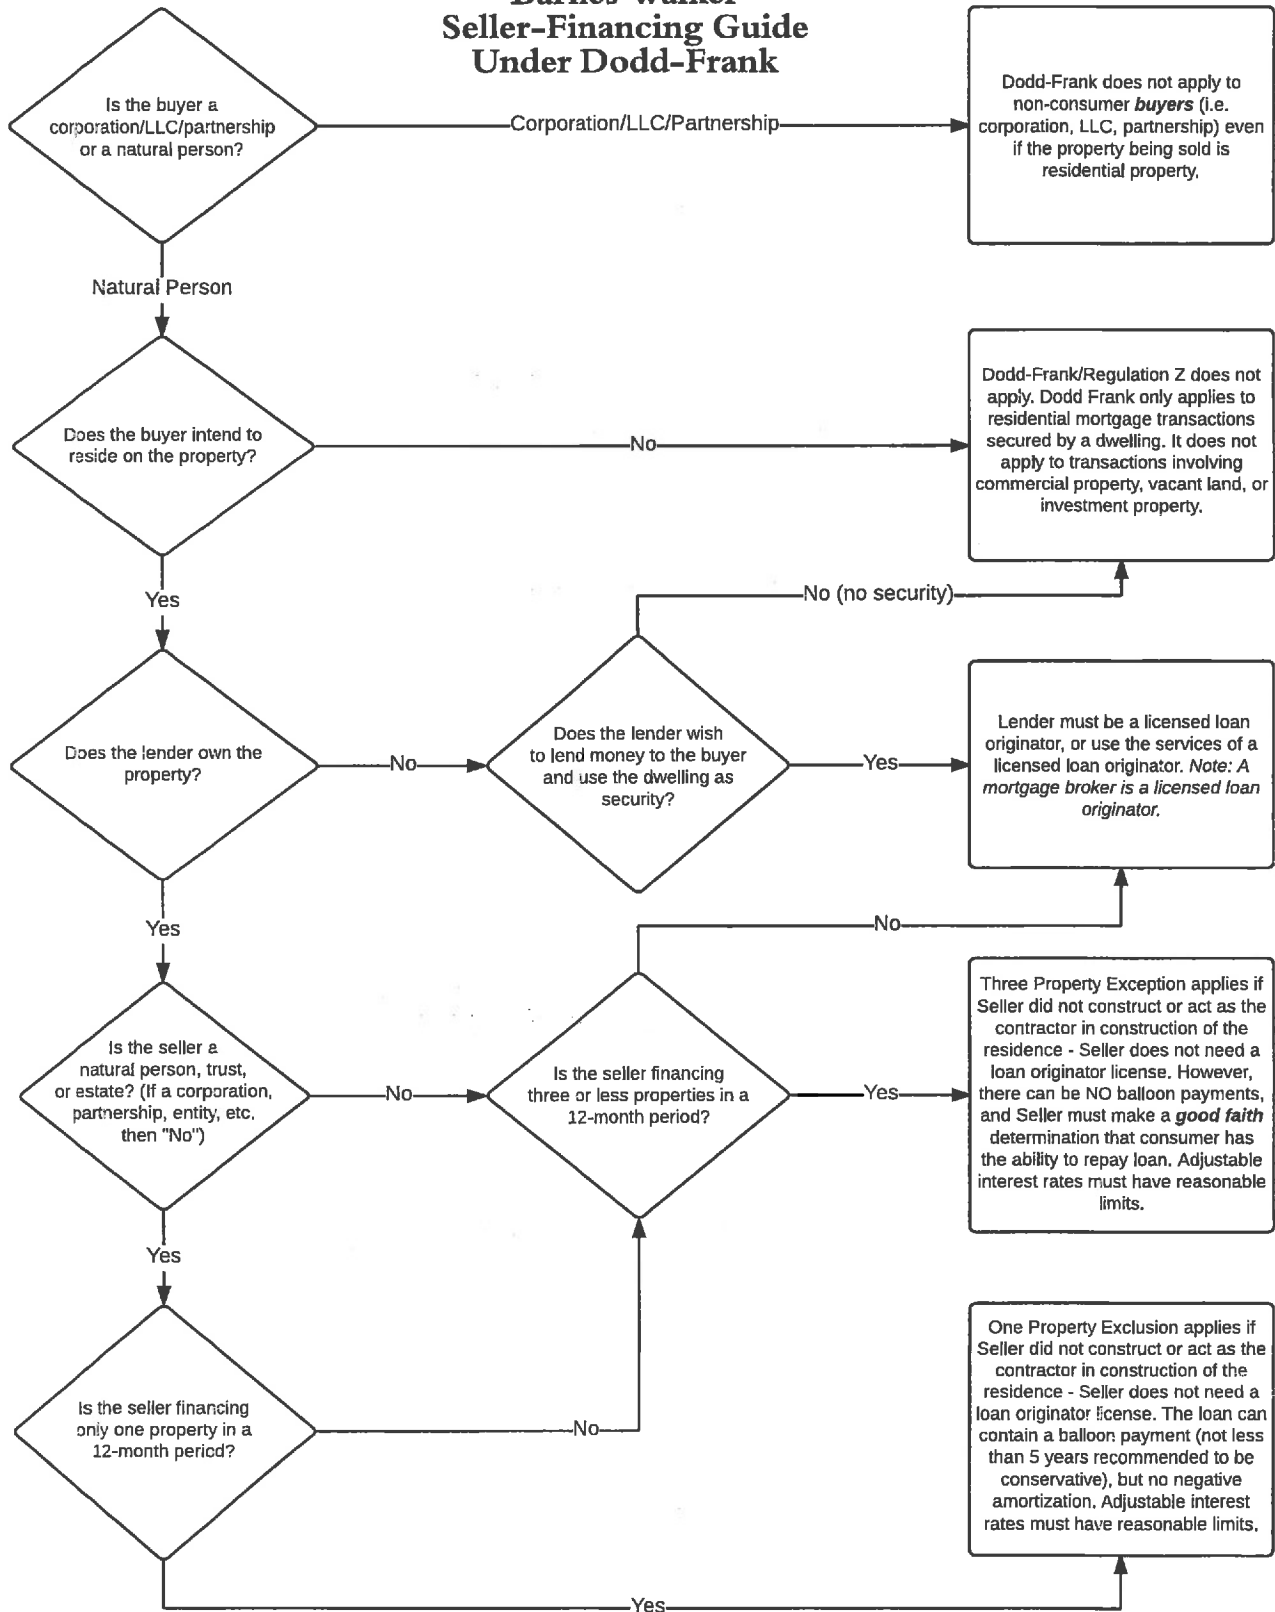 Barnes Walker
Seller-Financing Guide
Under Dodd-Frank
Is the buyer a
corporation/LLC/partnership
or a natural person?
Corporation/LLC/Partnership
Dodd-Frank does not apply to
non-consumer buyers (i.e.
corporation, LLC, partnership) even
if the property being sold is
residential property.
Natural Person
Does the buyer intend to
reside on the property?
No
Dodd-Frank/Regulation Z does not
apply. Dodd Frank only applies to
residential mortgage transactions
secured by a dwelling. It does not
apply to transactions involving
commercial property, vacant land, or
investment property.
Yes
No (no security)
Does the lender own the
property?
No
Does the lender wish
to lend money to the buyer
and use the dwelling as
security?
Yes
Lender must be a licensed loan
originator, or use the services of a
licensed loan originator. Note: A
mortgage broker is a licensed loan
originator.
Yes
No
Is the seller a
natural person, trust,
or estate? (If a corporation,
partnership, entity, etc.
then "No")
No
Is the seller financing
three or less properties in a
12-month period?
Yes
Three Property Exception applies if
Seller did not construct or act as the
contractor in construction of the
residence - Seller does not need a
loan originator license. However,
there can be NO balloon payments,
and Seller must make a good faith
determination that consumer has
the ability to repay loan. Adjustable
interest rates must have reasonable
limits.
Yes
Is the seller financing
only one property in a
12-month period?
No
One Property Exclusion applies if
Seller did not construct or act as the
contractor in construction of the
residence - Seller does not need a
loan originator license. The loan can
contain a balloon payment (not less
than 5 years recommended to be
conservative), but no negative
amortization. Adjustable interest
rates must have reasonable limits.
Yes